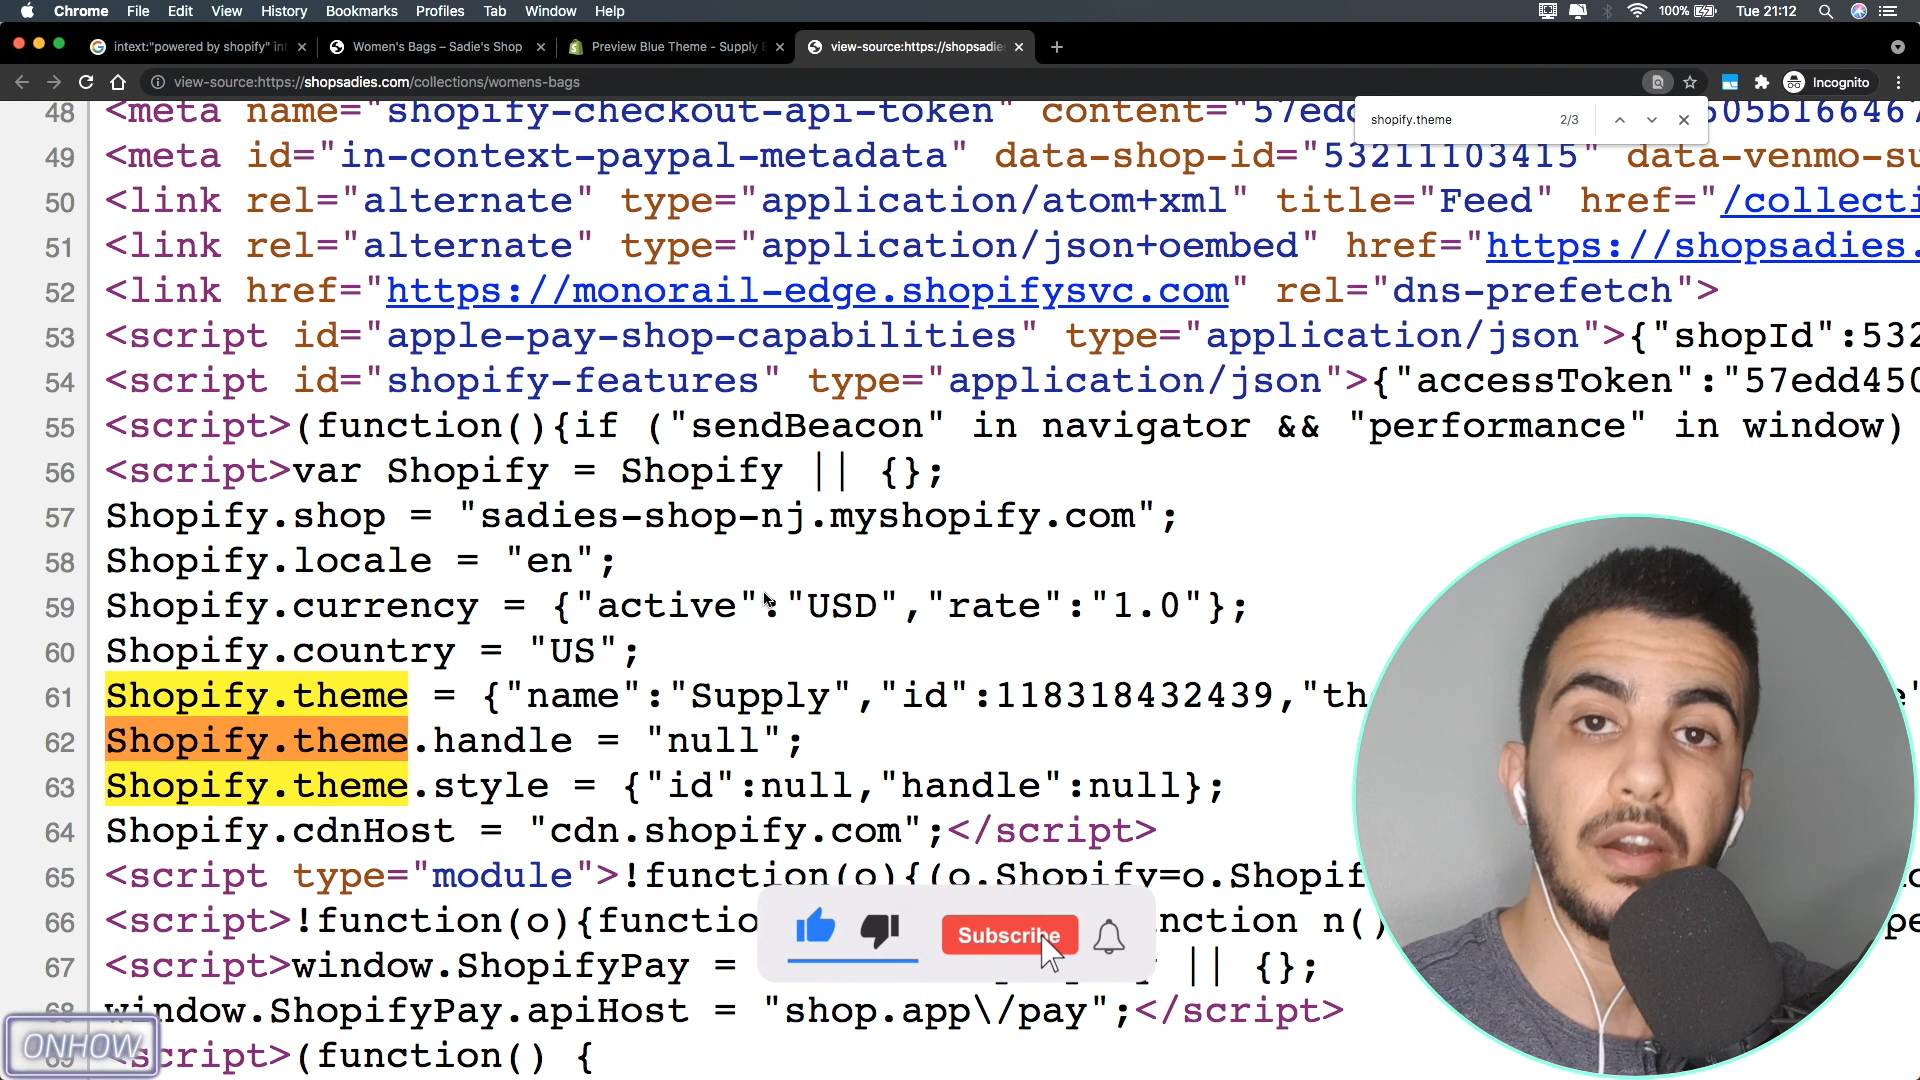 Chrome File Edit View History Bookmarks Profiles Tab Window Help 100% Tue 21:12
intext:"powered by shopify" int Women's Bags – Sadie's Shop Preview Blue Theme - Supply E view-source:https://shopsadie
view-source:https://shopsadies.com/collections/womens-bags Incognito
shopify.theme 2/3
48 <meta name="shopify-checkout-api-token" content="57edd
49 <meta id="in-context-paypal-metadata" data-shop-id="53211103415" data-venmo-su
50 <link rel="alternate" type="application/atom+xml" title="Feed" href="/collecti
51 <link rel="alternate" type="application/json+oembed" href="https://shopsadies.
52 <link href="https://monorail-edge.shopifysvc.com" rel="dns-prefetch">
53 <script id="apple-pay-shop-capabilities" type="application/json">{"shopId":532
54 <script id="shopify-features" type="application/json">{"accessToken":"57edd450
55 <script>(function(){if ("sendBeacon" in navigator && "performance" in window)
56 <script>var Shopify = Shopify || {};
57 Shopify.shop = "sadies-shop-nj.myshopify.com";
58 Shopify.locale = "en";
59 Shopify.currency = {"active":"USD","rate":"1.0"};
60 Shopify.country = "US";
61 Shopify.theme = {"name":"Supply","id":118318432439,"th
62 Shopify.theme.handle = "null";
63 Shopify.theme.style = {"id":null,"handle":null};
64 Shopify.cdnHost = "cdn.shopify.com";</script>
65 <script type="module">!function(o){(o.Shopify=o.Shopif
66 <script>!function(o){functio nction n()
67 <script>window.ShopifyPay = || {};
Subscribe
68 window.ShopifyPay.apiHost = "shop.app\/pay";</script>
69 <script>(function() {
ONHOW